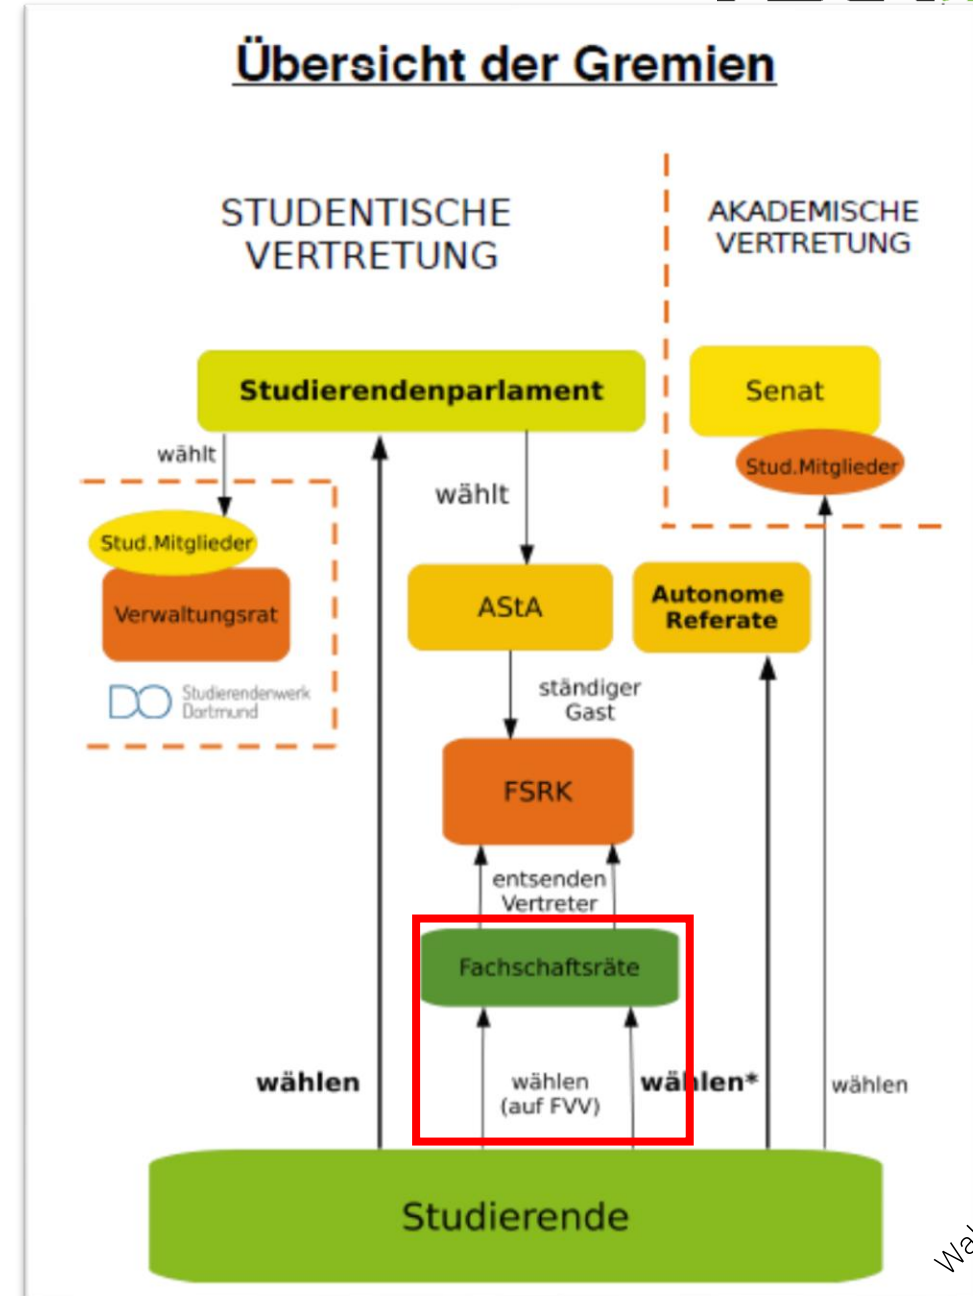 Übersicht der Gremien
STUDENTISCHE
VERTRETUNG
AKADEMISCHE
VERTRETUNG
Studierendenparlament
Senat
Stud.Mitglieder
wählt
wählt
Stud.Mitglieder
Verwaltungsrat
Studierendenwerk
Dortmund
AStA
Autonome
Referate
ständiger
Gast
FSRK
entsenden
Vertreter
Fachschaftsräte
wählen
wählen
(auf FVV)
wählen*
wählen
Studierende